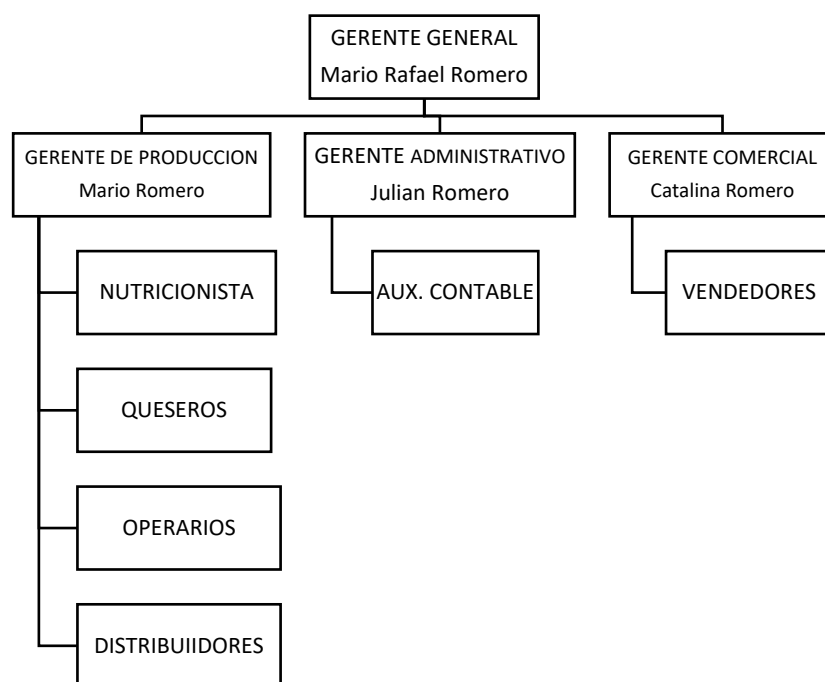 GERENTE GENERAL
Mario Rafael Romero
GERENTE DE PRODUCCION
Mario Romero
GERENTE ADMINISTRATIVO
Julian Romero
GERENTE COMERCIAL
Catalina Romero
NUTRICIONISTA
AUX. CONTABLE
VENDEDORES
QUESEROS
OPERARIOS
DISTRIBUIIDORES